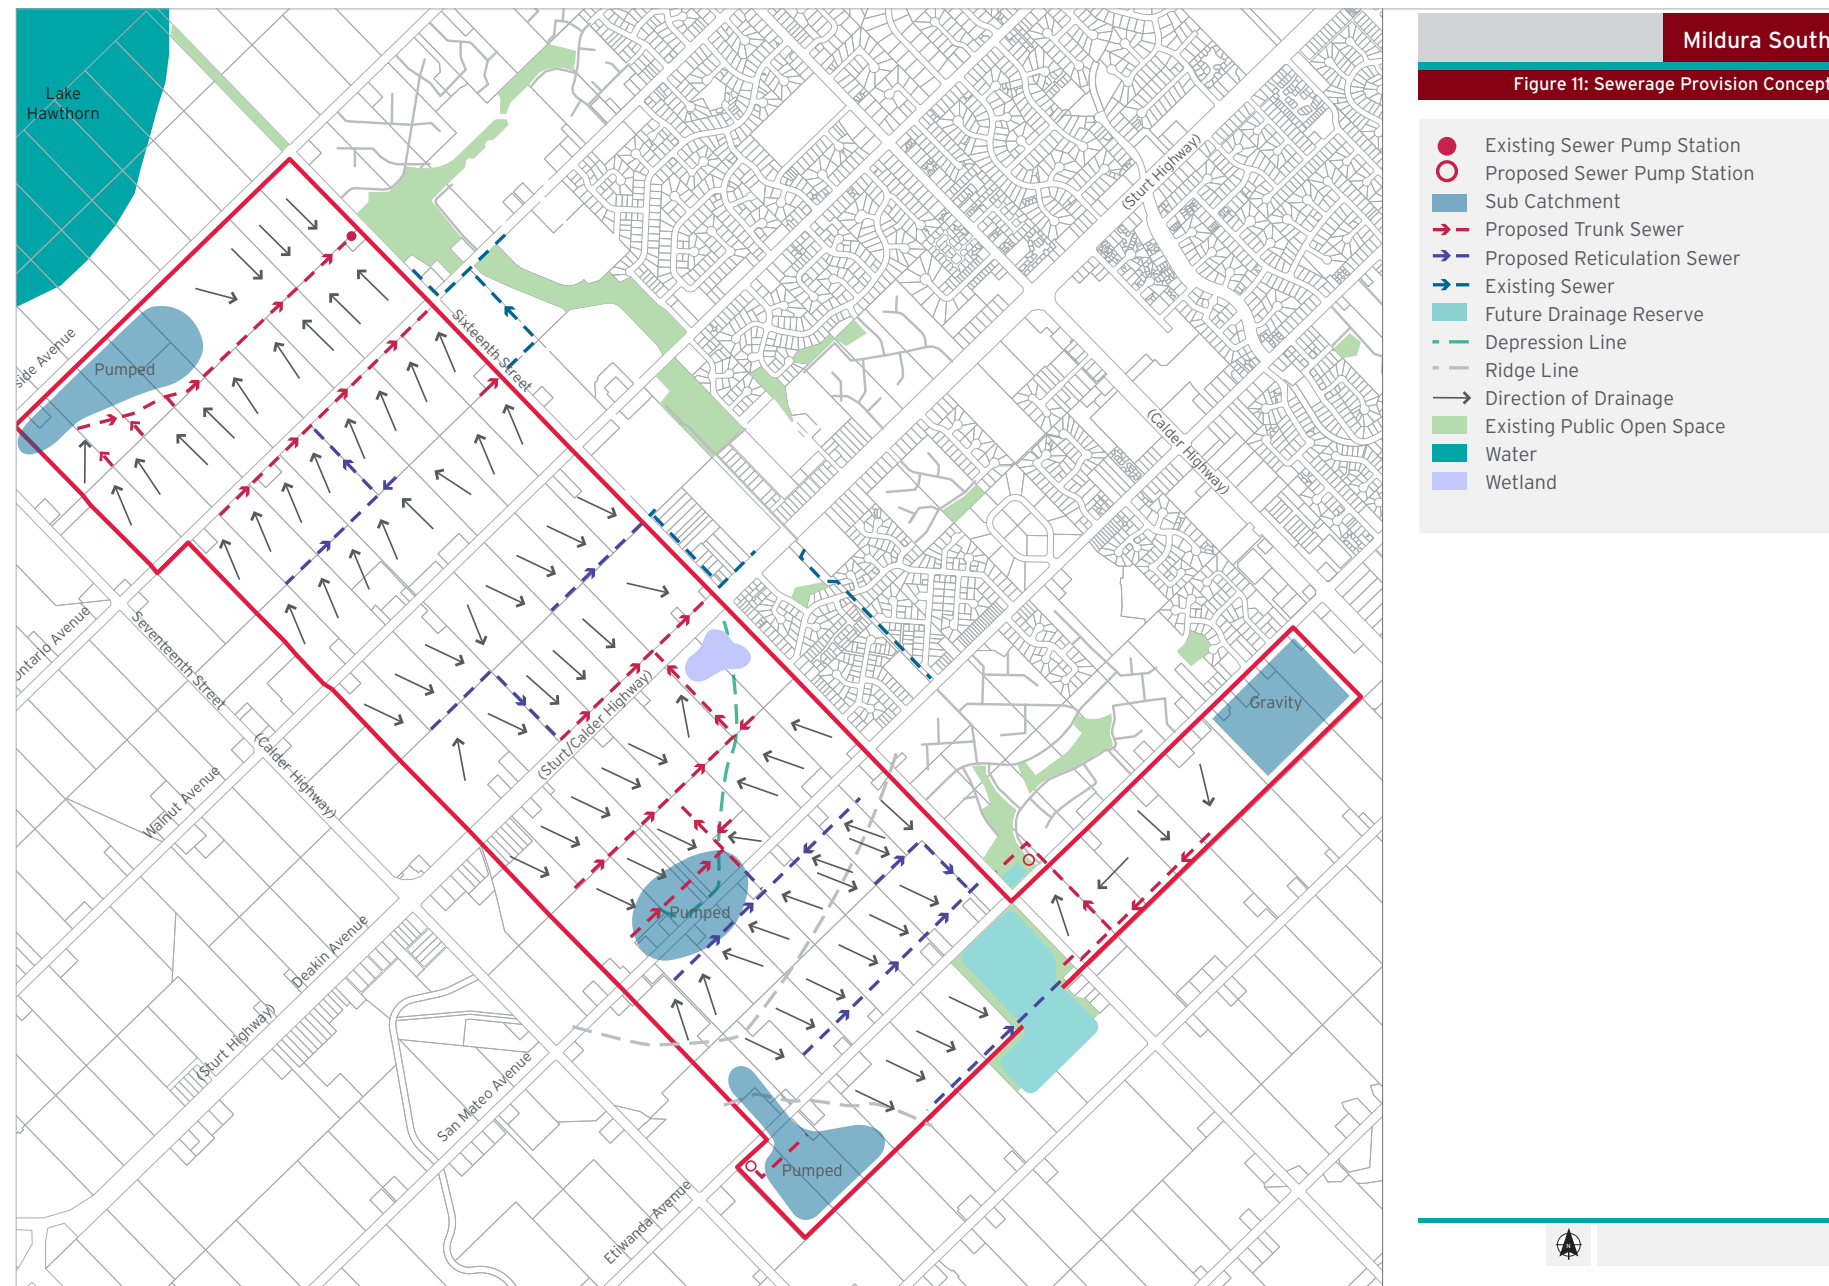 Mildura South
Figure 11: Sewerage Provision Concept
Existing Sewer Pump Station
Proposed Sewer Pump Station
Sub Catchment
Proposed Trunk Sewer
Proposed Reticulation Sewer
Existing Sewer
Future Drainage Reserve
Depression Line
Ridge Line
Direction of Drainage
Existing Public Open Space
Water
Wetland
Lake
Hawthorn
(Sturt Highway)
side Avenue
Pumped
Sixteenth Street
(Calder Highway)
Ontario Avenue
Seventeenth Street
(Sturt/Calder Highway)
Gravity
Walnut Avenue
(Calder Highway)
Pumped
Deakin Avenue
(Sturt Highway)
San Mateo Avenue
Pumped
Etiwanda Avenue